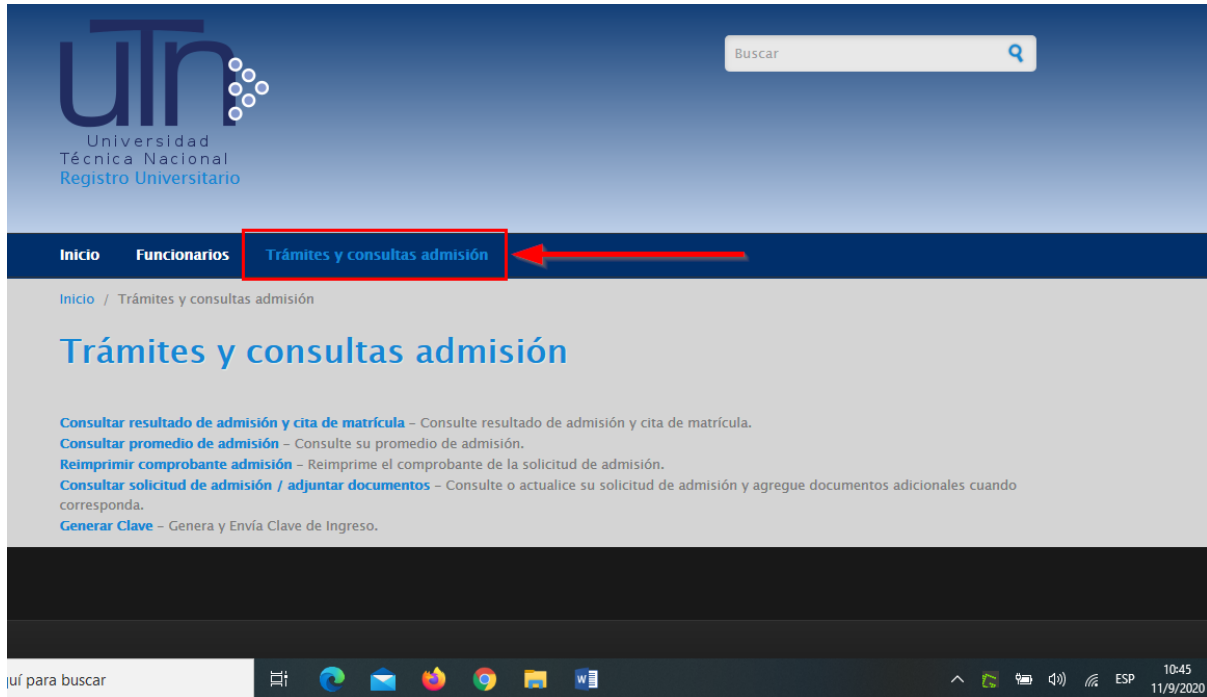 utn
Buscar
Universidad
Técnica Nacional
Registro Universitario
Inicio Funcionarios Trámites y consultas admisión
Inicio / Trámites y consultas admisión
Trámites y consultas admisión
Consultar resultado de admisión y cita de matrícula – Consulte resultado de admisión y cita de matrícula.
Consultar promedio de admisión – Consulte su promedio de admisión.
Reimprimir comprobante admisión – Reimprime el comprobante de la solicitud de admisión.
Consultar solicitud de admisión / adjuntar documentos – Consulte o actualice su solicitud de admisión y agregue documentos adicionales cuando
corresponda.
Generar Clave – Genera y Envía Clave de Ingreso.
para buscar
W
ESP
10:45
11/9/2020